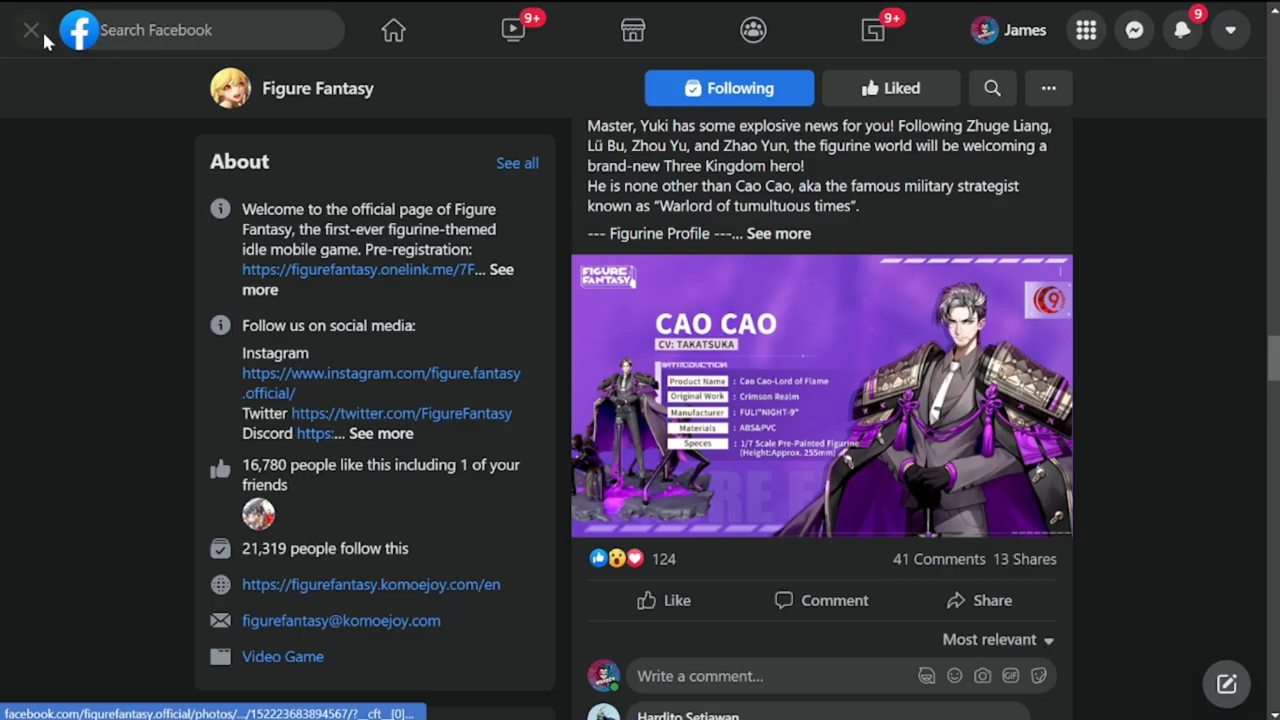 Search Facebook
9+
9+
James
9
Figure Fantasy
Following
Liked
About
See all
Welcome to the official page of Figure
Fantasy, the first-ever figurine-themed
idle mobile game. Pre-registration:
https://figurefantasy.onelink.me/7F... See
more
Follow us on social media:
Instagram
https://www.instagram.com/figure.fantasy
.official/
Twitter https://twitter.com/FigureFantasy
Discord https:... See more
16,780 people like this including 1 of your
friends
21,319 people follow this
https://figurefantasy.komoejoy.com/en
figurefantasy@komoejoy.com
Video Game
Master, Yuki has some explosive news for you! Following Zhuge Liang,
Lü Bu, Zhou Yu, and Zhao Yun, the figurine world will be welcoming a
brand-new Three Kingdom hero!
He is none other than Cao Cao, aka the famous military strategist
known as “Warlord of tumultuous times”.
--- Figurine Profile ---... See more
FIGURE
FANTASY
CAO CAO
CV: TAKATSUKA
INTRODUCTION
Product Name : Cao Cao-Lord of Flame
Original Work : Crimson Realm
Manufacturer : FULI"NIGHT-9"
Materials : ABS&PVC
Speces : 1/7 Scale Pre-Painted Figurine
(Height:Approx. 255mm)
9
124
41 Comments 13 Shares
Like
Comment
Share
Most relevant
Write a comment...
GIF
Hardito Setiawan
facebook.com/figurefantasy.official/photos/.../152223683894567/?__cft__[0]...